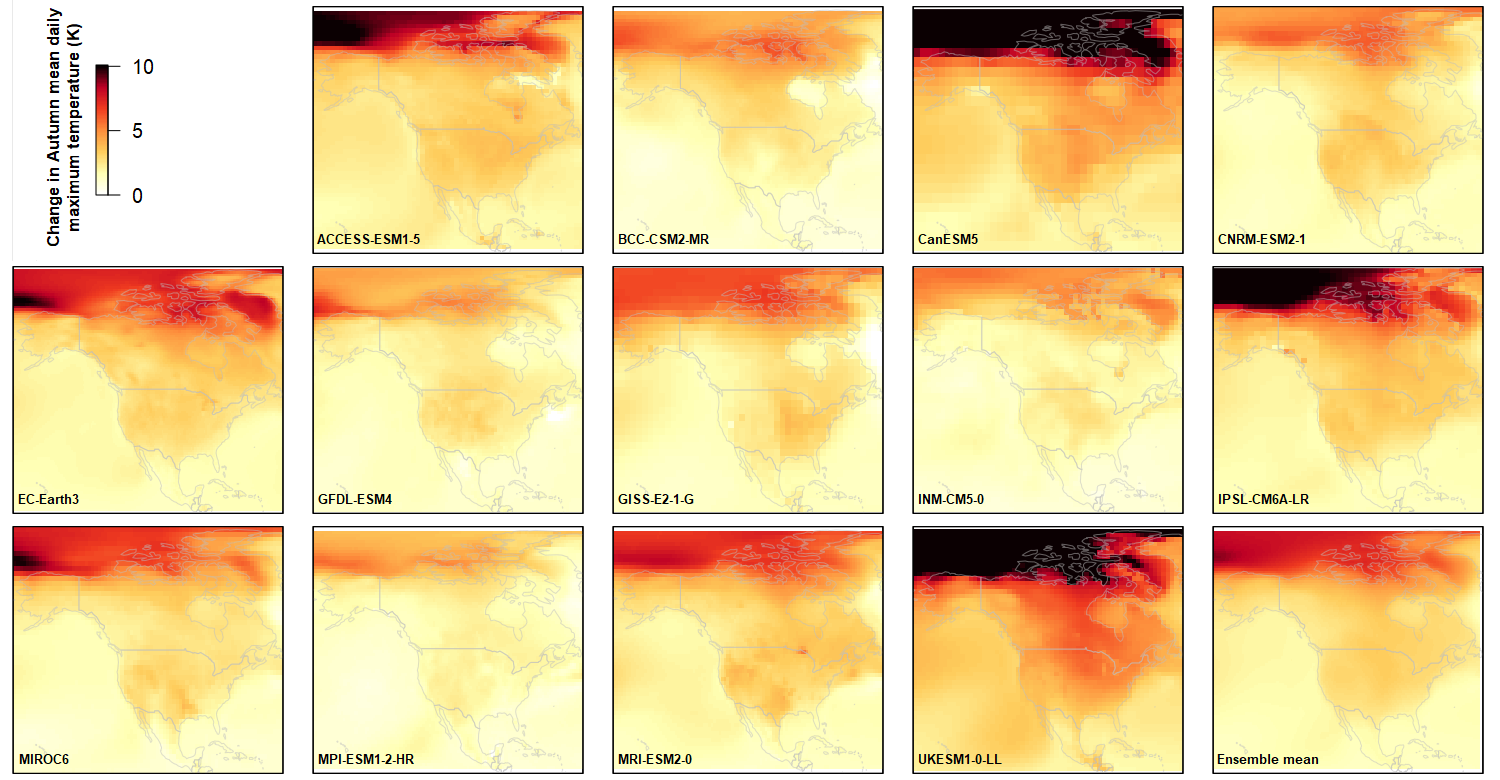 Change in Autumn mean daily
maximum temperature (K)
10
5
0
ACCESS-ESM1-5
BCC-CSM2-MR
CanESM5
CNRM-ESM2-1
EC-Earth3
GFDL-ESM4
GISS-E2-1-G
INM-CM5-0
IPSL-CM6A-LR
MIROC6
MPI-ESM1-2-HR
MRI-ESM2-0
UKESM1-0-LL
Ensemble mean